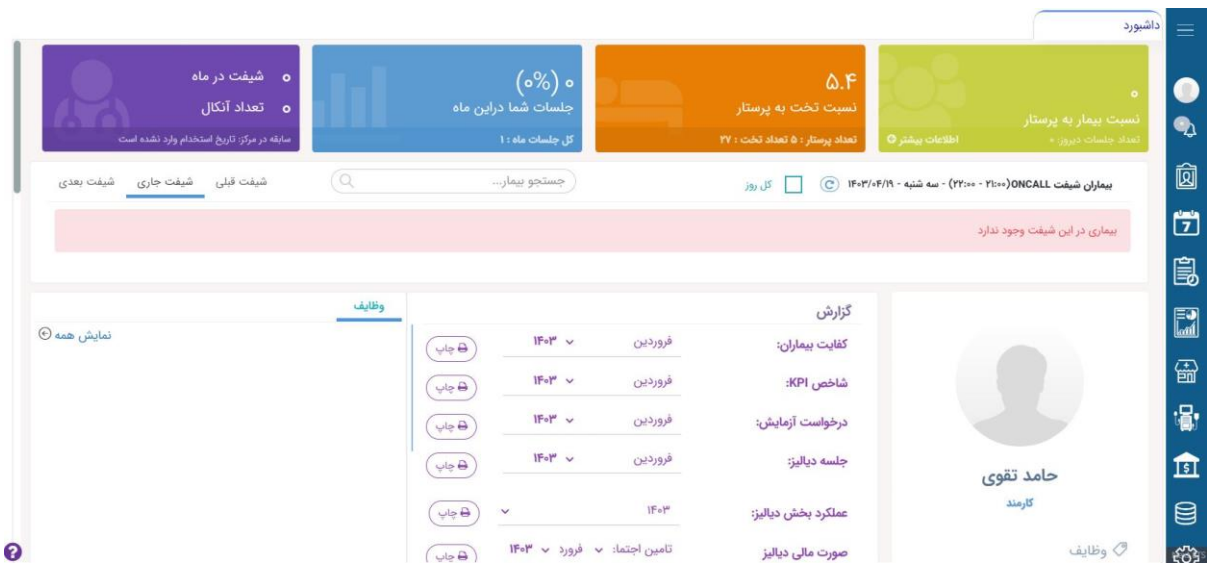 داشبورد
۰
نسبت بیمار به پرستار
تعداد جلسات دیروز: ۰
اطلاعات بیشتر
۵.۴
نسبت تخت به پرستار
تعداد پرستار : ۵ تعداد تخت : ۲۷
۰ (۰%)
جلسات شما دراین ماه
کل جلسات ماه : ۱
۰ شیفت در ماه
۰ تعداد آنکال
سابقه در مرکز: تاریخ استخدام وارد نشده است
بیماران شیفت ONCALL(۲۱:۰۰ - ۲۲:۰۰) - سه شنبه - ۱۴۰۳/۰۴/۱۹
کل روز
جستجو بیمار...
شیفت قبلی
شیفت جاری
شیفت بعدی
بیماری در این شیفت وجود ندارد
حامد تقوی
کارمند
وظایف
گزارش
کفایت بیماران: فروردین ۱۴۰۳ چاپ
شاخص KPI: فروردین ۱۴۰۳ چاپ
درخواست آزمایش: فروردین ۱۴۰۳ چاپ
جلسه دیالیز: فروردین ۱۴۰۳ چاپ
عملکرد بخش دیالیز: ۱۴۰۳ چاپ
صورت مالی دیالیز تامین اجتما: فرورد ۱۴۰۳ چاپ
وظایف
نمایش همه
7